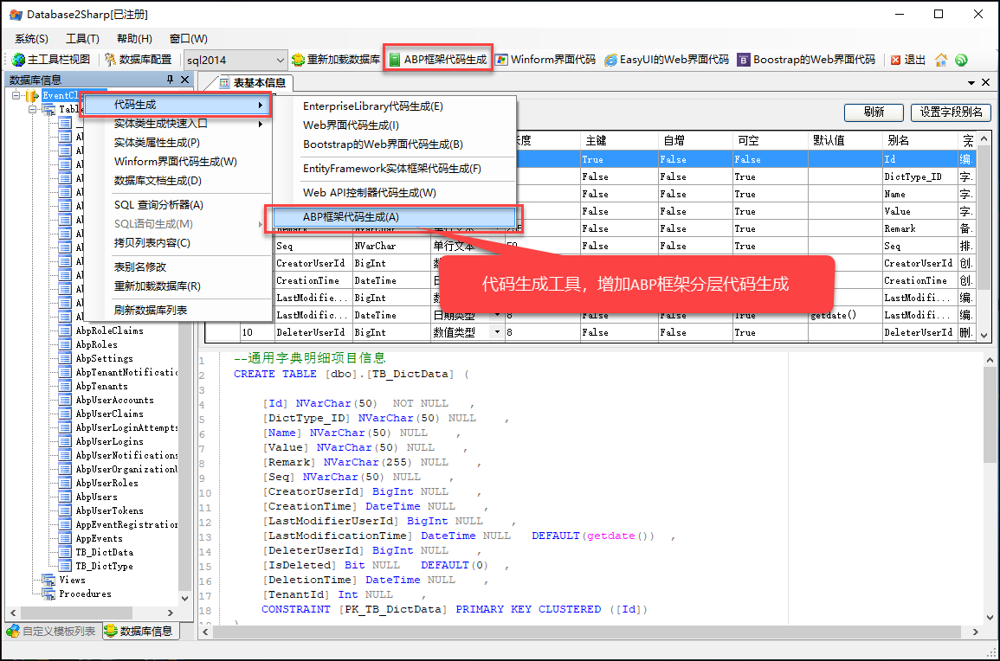 Database2Sharp[已注册]
系统(S) 工具(T) 帮助(H) 窗口(W)
主工具栏视图 数据库配置 sql2014 重新加载数据库 ABP框架代码生成 Winform界面代码 EasyUI的Web界面代码 Boostrap的Web界面代码 退出
数据库信息
表基本信息
刷新 设置字段别名
代码生成
实体类生成快速入口
实体类属性生成(P)
Winform界面代码生成(W)
数据库文档生成(D)
SQL 查询分析器(A)
SQL语句生成(M)
拷贝列表内容(C)
表别名修改
重新加载数据库(R)
刷新数据库列表
EnterpriseLibrary代码生成(E)
Web界面代码生成(I)
Bootstrap的Web界面代码生成(B)
EntityFramework实体框架代码生成(F)
Web API控制器代码生成(W)
ABP框架代码生成(A)
代码生成工具，增加ABP框架分层代码生成
主键 自增 可空 默认值 别名 字
True False False Id 编.
False False True DictType_ID 字.
False False True Name 字.
False False True Value 字.
False False True Remark 备.
Seq NVarChar 单行文本 50 False False True Seq 排.
CreatorUserId BigInt CreatorUserId 创.
CreationTime DateTime CreationTime 创.
LastModifie... BigInt LastModifi... 编.
LastModific... DateTime 日期类型 8 False False True getdate() LastModifi... 编.
10 DeleterUserId BigInt 数值类型 8 False False True DeleterUserId 删.
AbpRoleClaims
AbpRoles
AbpSettings
AbpTenantNotificatic
AbpTenants
AbpUserAccounts
AbpUserClaims
AbpUserLoginAttempts
AbpUserLogins
AbpUserNotifications
AbpUserOrganizationU
AbpUserRoles
AbpUsers
AbpUserTokens
AppEventRegistration
AppEvents
TB_DictData
TB_DictType
Views
Procedures
自定义模板列表 数据库信息
1 --通用字典明细项目信息
2 CREATE TABLE [dbo].[TB_DictData] (
3
4 [Id] NVarChar(50) NOT NULL ,
5 [DictType_ID] NVarChar(50) NULL ,
6 [Name] NVarChar(50) NULL ,
7 [Value] NVarChar(50) NULL ,
8 [Remark] NVarChar(255) NULL ,
9 [Seq] NVarChar(50) NULL ,
10 [CreatorUserId] BigInt NULL ,
11 [CreationTime] DateTime NULL ,
12 [LastModifierUserId] BigInt NULL ,
13 [LastModificationTime] DateTime NULL DEFAULT(getdate()) ,
14 [DeleterUserId] BigInt NULL ,
15 [IsDeleted] Bit NULL DEFAULT(0) ,
16 [DeletionTime] DateTime NULL ,
17 [TenantId] Int NULL ,
18 CONSTRAINT [PK_TB_DictData] PRIMARY KEY CLUSTERED ([Id])